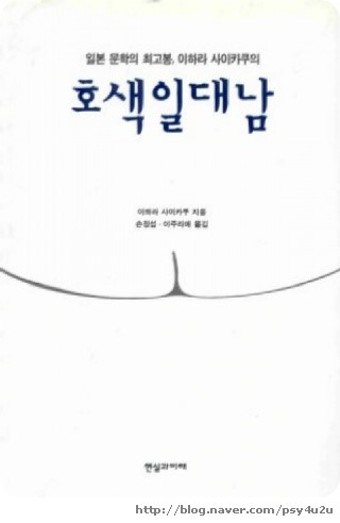 일본 문학의 최고봉, 이하라 사이카쿠의
호색일대남
이하라 사이카쿠 지음
손정섭 · 이주리애 옮김
현실과미래
http://blog.naver.com/psy4u2u